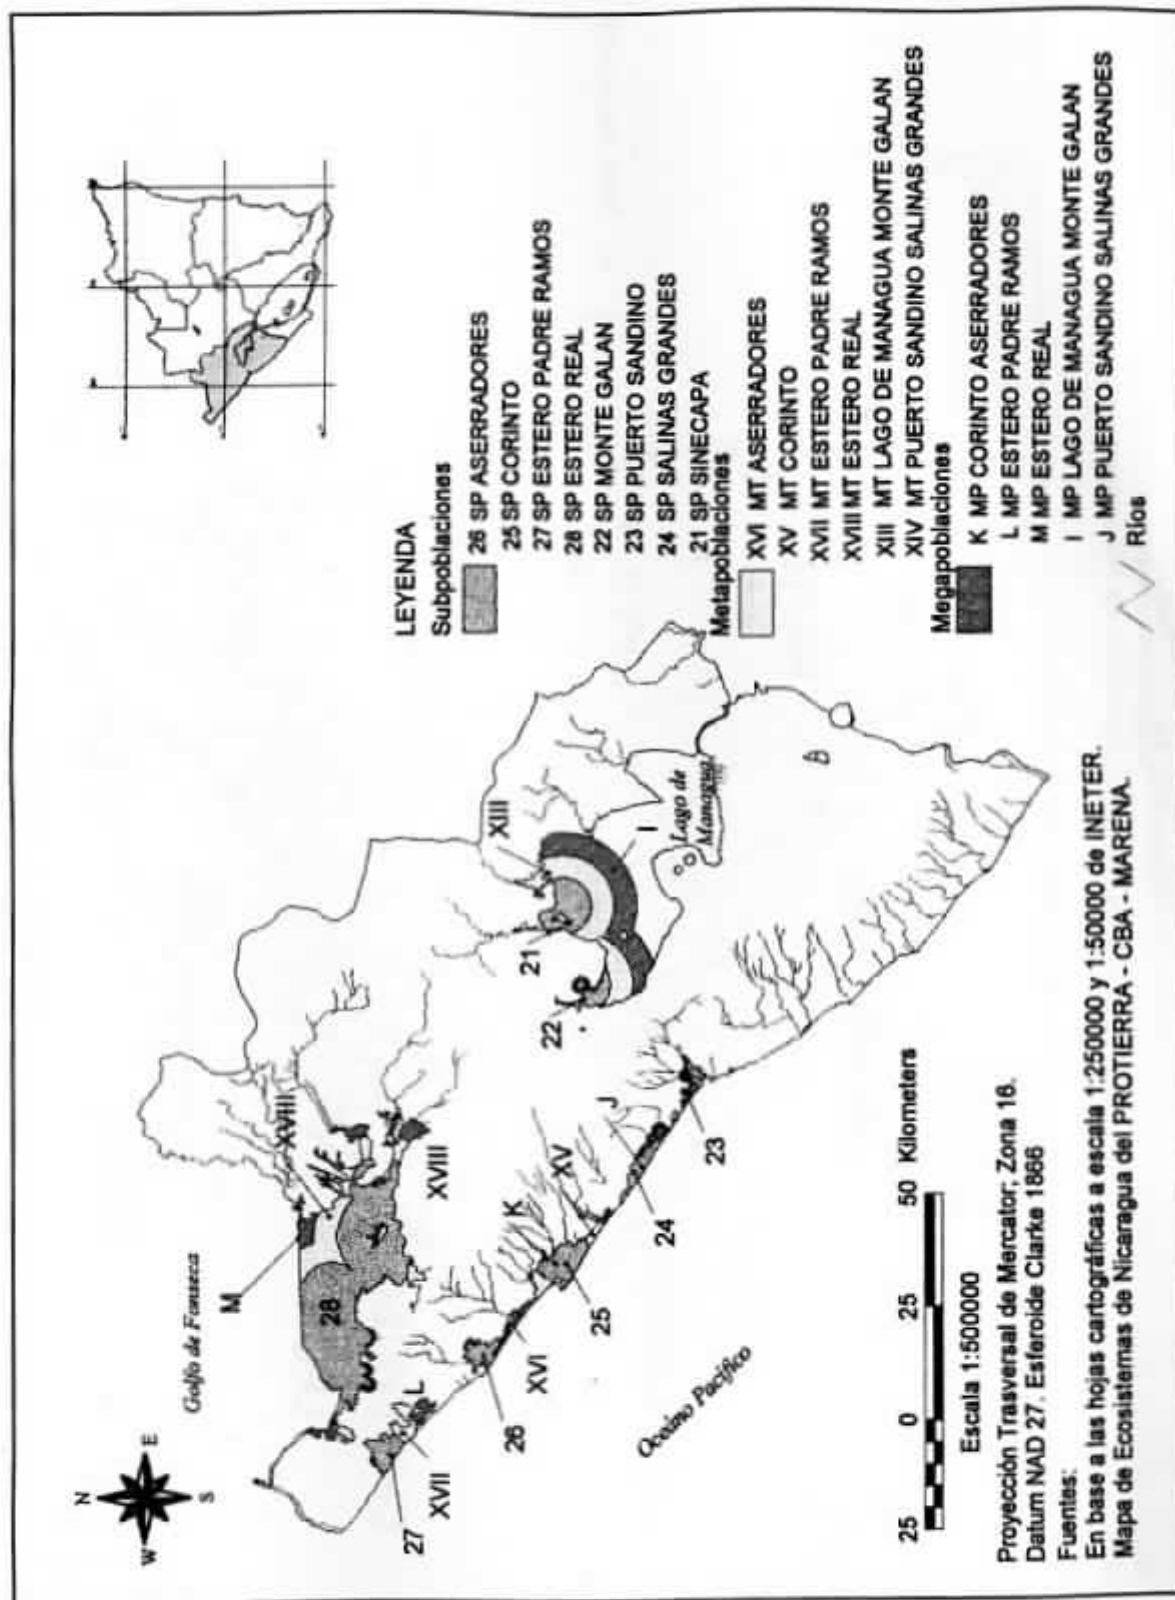 N
W
E
S
Golfo de Fonseca
M
XVIII
28
XVIII
L
27
XVII
26
XVI
25
K
XV
24
J
23
22
21
XIII
I
Lago de
Managua
Océano Pacífico
LEYENDA
Subpoblaciones
26 SP ASERRADORES
25 SP CORINTO
27 SP ESTERO PADRE RAMOS
28 SP ESTERO REAL
22 SP MONTE GALAN
23 SP PUERTO SANDINO
24 SP SALINAS GRANDES
21 SP SINECAPA
Metapoblaciones
XVI MT ASERRADORES
XV MT CORINTO
XVII MT ESTERO PADRE RAMOS
XVIII MT ESTERO REAL
XIII MT LAGO DE MANAGUA MONTE GALAN
XIV MT PUERTO SANDINO SALINAS GRANDES
Megapoblaciones
K MP CORINTO ASERRADORES
L MP ESTERO PADRE RAMOS
M MP ESTERO REAL
I MP LAGO DE MANAGUA MONTE GALAN
J MP PUERTO SANDINO SALINAS GRANDES
Ríos
25 0 25 50 Kilometers
Escala 1:500000
Proyección Trasversal de Mercator; Zona 16.
Datum NAD 27. Esferoide Clarke 1866
Fuentes:
En base a las hojas cartográficas a escala 1:250000 y 1:50000 de INETER.
Mapa de Ecosistemas de Nicaragua del PROTIERRA - CBA - MARENA.